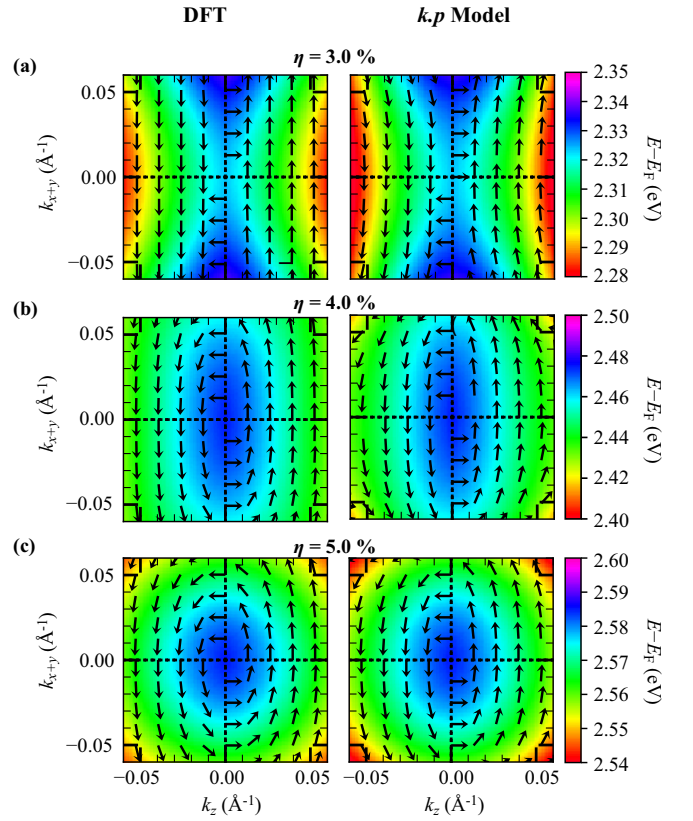 DFT k.p Model
(a) η = 3.0 %
0.05
0.00
−0.05
k_{x+y} (Å⁻¹)
2.35
2.34
2.33
2.32
2.31
2.30
2.29
2.28
E−E_F (eV)
(b) η = 4.0 %
0.05
0.00
−0.05
k_{x+y} (Å⁻¹)
2.50
2.48
2.46
2.44
2.42
2.40
E−E_F (eV)
(c) η = 5.0 %
0.05
0.00
−0.05
k_{x+y} (Å⁻¹)
2.60
2.59
2.58
2.57
2.56
2.55
2.54
E−E_F (eV)
−0.05 0.00 0.05 −0.05 0.00 0.05
k_z (Å⁻¹) k_z (Å⁻¹)